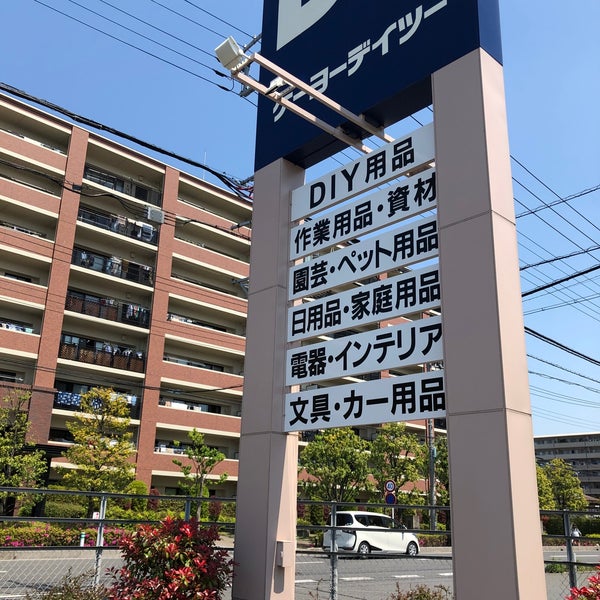 ケーヨーデイツー
DIY用品
作業用品・資材
園芸・ペット用品
日用品・家庭用品
電器・インテリア
文具・カー用品